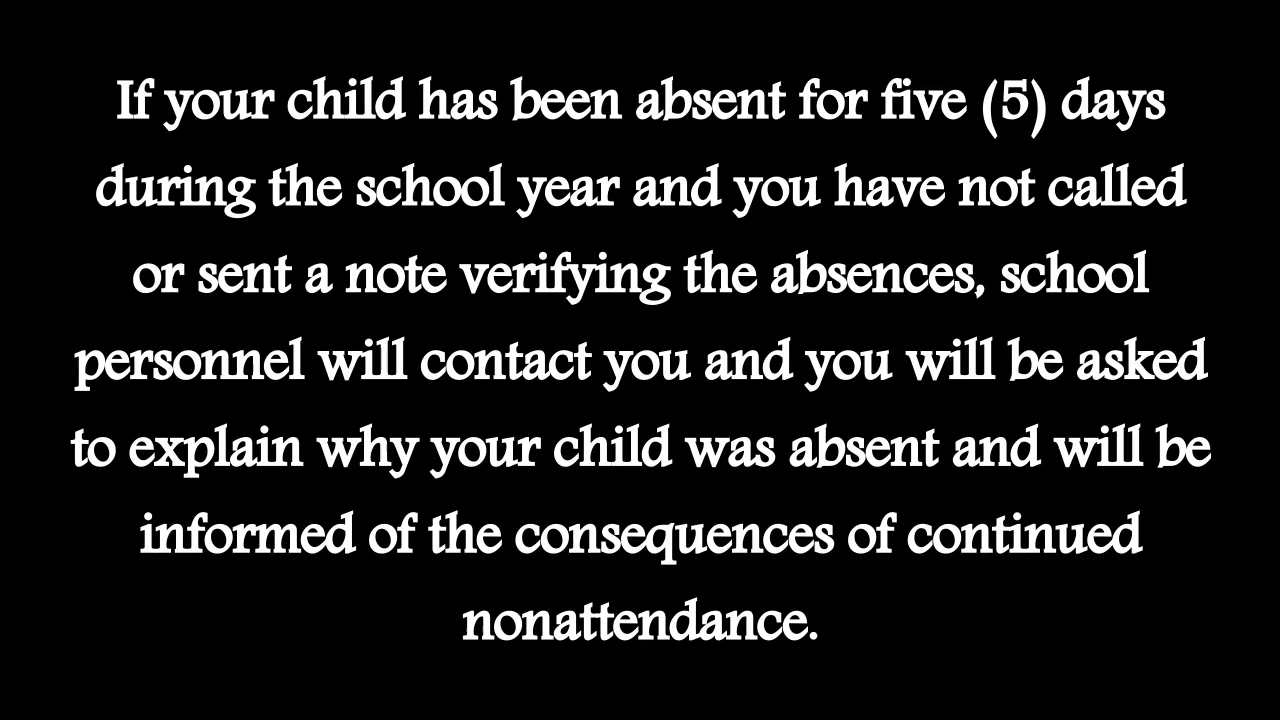 If your child has been absent for five (5) days
during the school year and you have not called
or sent a note verifying the absences, school
personnel will contact you and you will be asked
to explain why your child was absent and will be
informed of the consequences of continued
nonattendance.